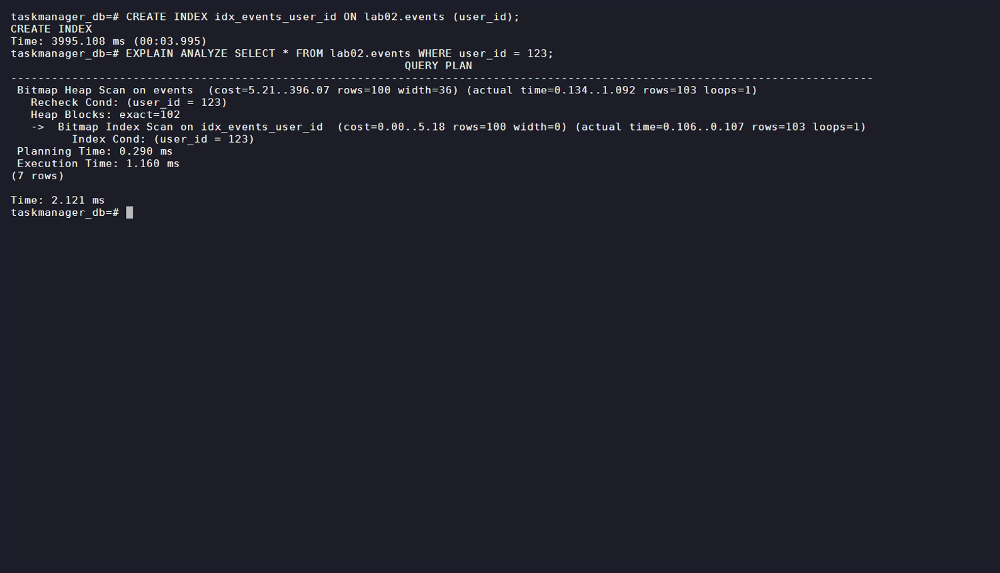 taskmanager_db=# CREATE INDEX idx_events_user_id ON lab02.events (user_id);
CREATE INDEX
Time: 3995.108 ms (00:03.995)
taskmanager_db=# EXPLAIN ANALYZE SELECT * FROM lab02.events WHERE user_id = 123;
                                                          QUERY PLAN
-------------------------------------------------------------------------------------------------------------------------------
 Bitmap Heap Scan on events  (cost=5.21..396.07 rows=100 width=36) (actual time=0.134..1.092 rows=103 loops=1)
   Recheck Cond: (user_id = 123)
   Heap Blocks: exact=102
   ->  Bitmap Index Scan on idx_events_user_id  (cost=0.00..5.18 rows=100 width=0) (actual time=0.106..0.107 rows=103 loops=1)
         Index Cond: (user_id = 123)
 Planning Time: 0.290 ms
 Execution Time: 1.160 ms
(7 rows)

Time: 2.121 ms
taskmanager_db=#